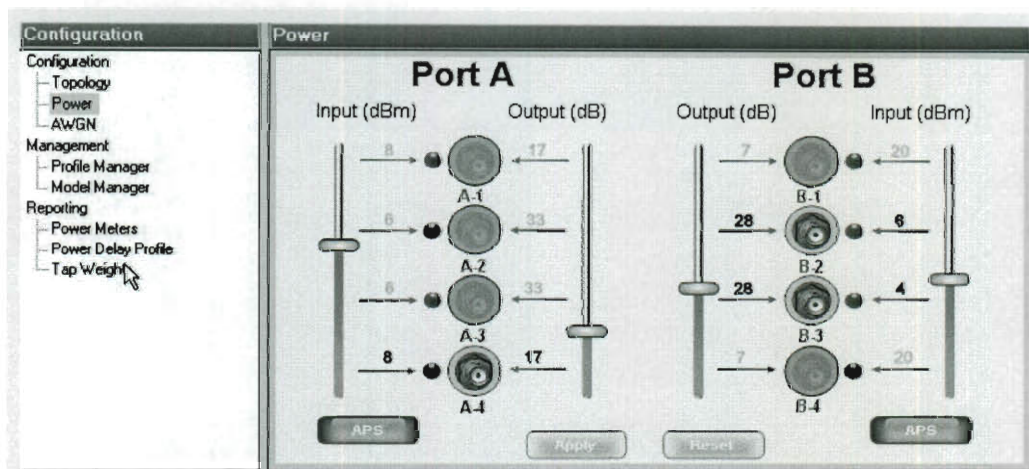 Configuration
Configuration
Topology
Power
AWGN
Management
Profile Manager
Model Manager
Reporting
Power Meters
Power Delay Profile
Tap Weight
Power
Port A
Port B
Input (dBm)
Output (dB)
Output (dB)
Input (dBm)
8
17
7
20
A-1
B-1
6
33
28
6
A-2
B-2
6
33
28
4
A-3
B-3
8
17
7
20
A-4
B-4
APS
Apply
Reset
APS